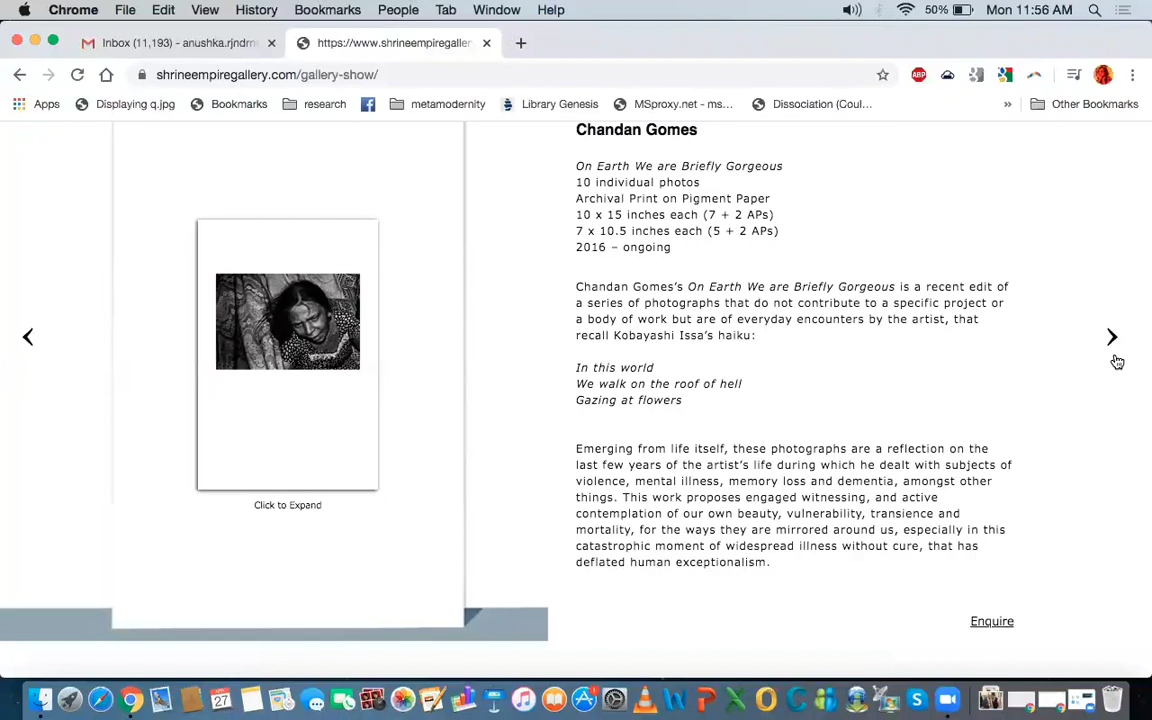 Chrome File Edit View History Bookmarks People Tab Window Help 50% Mon 11:56 AM
Inbox (11,193) - anushka.rjndrn
https://www.shrineempiregaller
shrineempiregallery.com/gallery-show/
ABP
Apps Displaying q.jpg Bookmarks research metamodernity Library Genesis MSproxy.net - ms... Dissociation (Coul... » Other Bookmarks
Chandan Gomes
On Earth We are Briefly Gorgeous
10 individual photos
Archival Print on Pigment Paper
10 x 15 inches each (7 + 2 APs)
7 x 10.5 inches each (5 + 2 APs)
2016 – ongoing
Chandan Gomes's On Earth We are Briefly Gorgeous is a recent edit of
a series of photographs that do not contribute to a specific project or
a body of work but are of everyday encounters by the artist, that
recall Kobayashi Issa's haiku:
In this world
We walk on the roof of hell
Gazing at flowers
Emerging from life itself, these photographs are a reflection on the
last few years of the artist's life during which he dealt with subjects of
violence, mental illness, memory loss and dementia, amongst other
things. This work proposes engaged witnessing, and active
contemplation of our own beauty, vulnerability, transience and
mortality, for the ways they are mirrored around us, especially in this
catastrophic moment of widespread illness without cure, that has
deflated human exceptionalism.
Click to Expand
Enquire
27